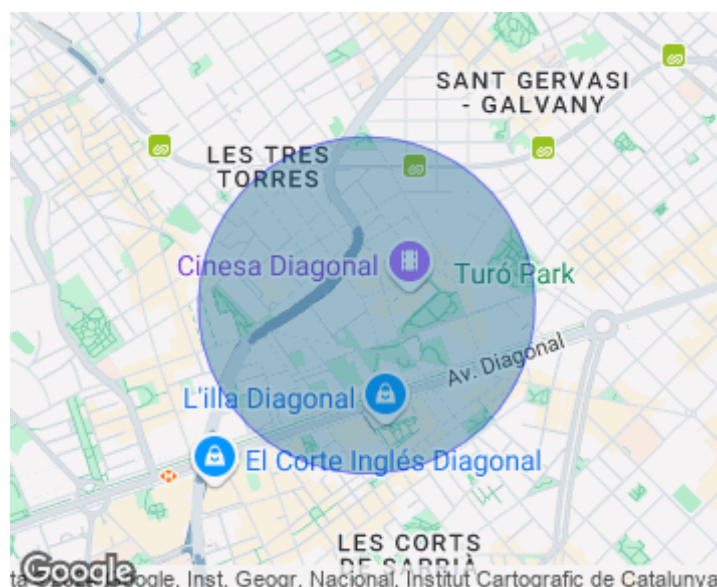 SANT GERVASI
- GALVANY
LES TRES
TORRES
Cinesa Diagonal
Turó Park
Av. Diagonal
L'illa Diagonal
El Corte Inglés Diagonal
LES CORTS
DE SARRIÀ
Google
Google, Inst. Geogr. Nacional, Institut Cartografic de Catalunya